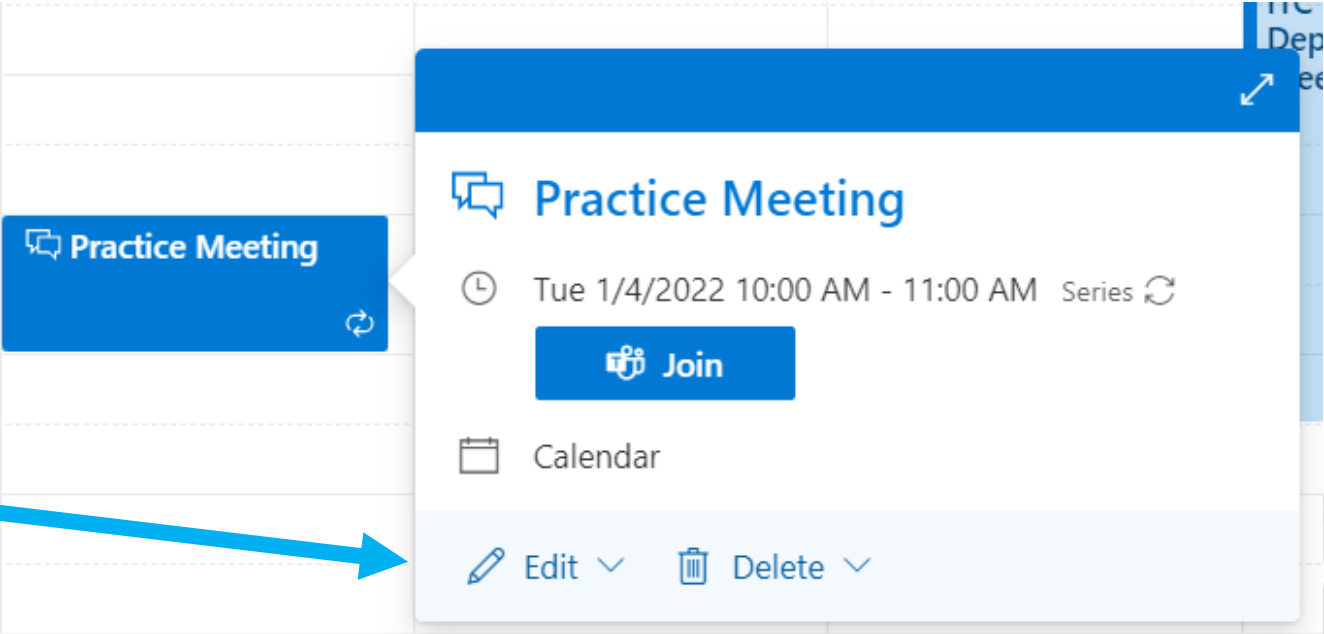 Dep
Practice Meeting
Practice Meeting
Tue 1/4/2022 10:00 AM - 11:00 AM Series
Join
Calendar
Edit
Delete